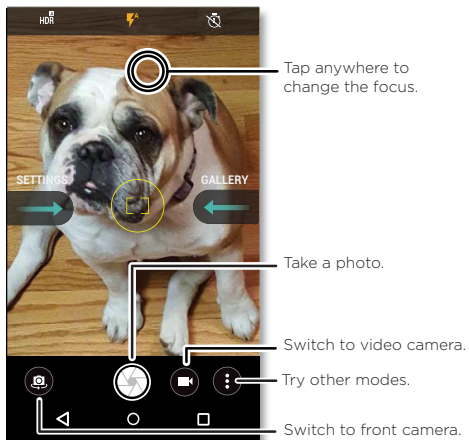 HDR
A
Tap anywhere to
change the focus.
SETTINGS
GALLERY
Take a photo.
Switch to video camera.
Try other modes.
Switch to front camera.